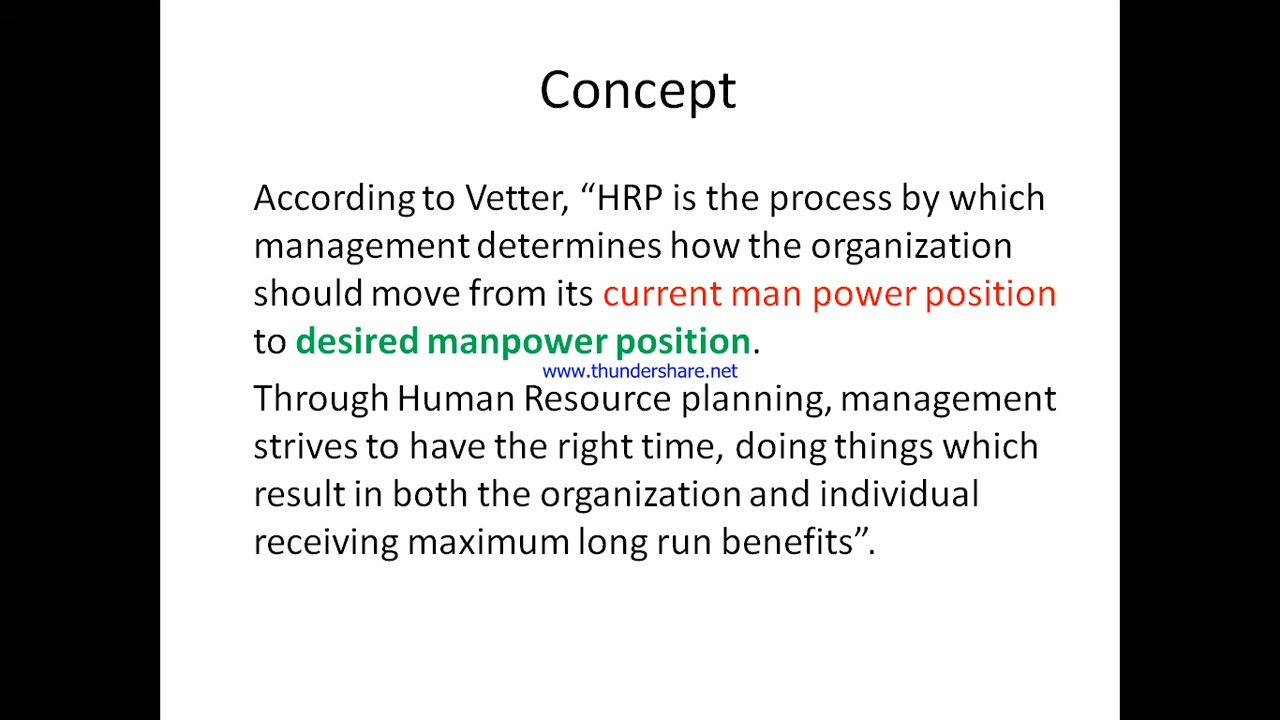 Concept
According to Vetter, “HRP is the process by which
management determines how the organization
should move from its current man power position
to desired manpower position.
www.thundershare.net
Through Human Resource planning, management
strives to have the right time, doing things which
result in both the organization and individual
receiving maximum long run benefits”.